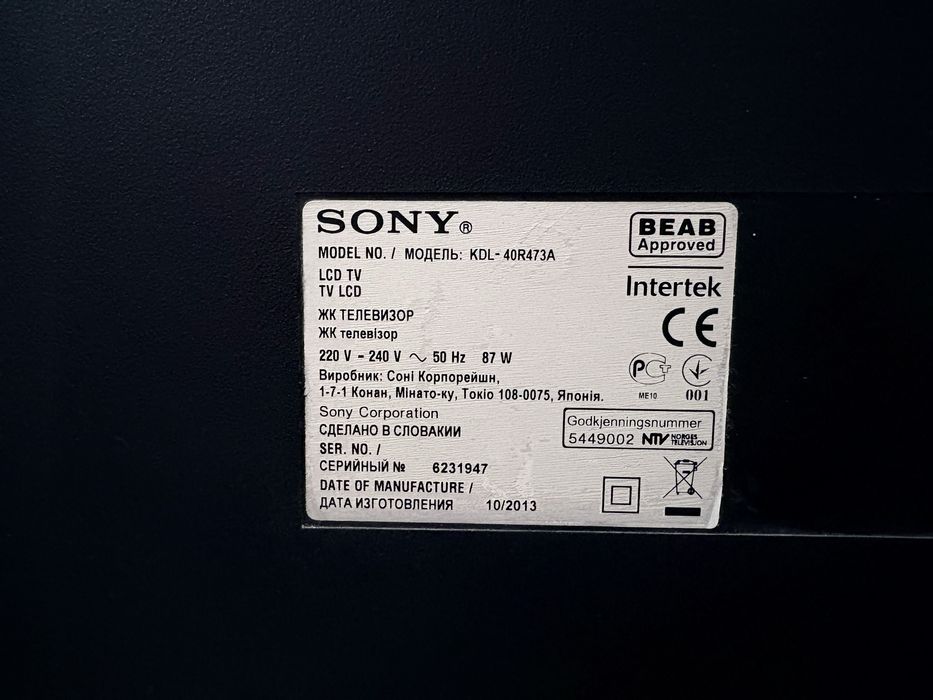 SONY®
MODEL NO. / МОДЕЛЬ: KDL- 40R473A
LCD TV
TV LCD
ЖК ТЕЛЕВИЗОР
ЖК телевізор
220 V - 240 V ~ 50 Hz 87 W
Виробник: Соні Корпорейшн,
1-7-1 Конан, Мінато-ку, Токіо 108-0075, Японія.
Sony Corporation
СДЕЛАНО В СЛОВАКИИ
SER. NO. /
СЕРИЙНЫЙ № 6231947
DATE OF MANUFACTURE /
ДАТА ИЗГОТОВЛЕНИЯ 10/2013
BEAB
Approved
Intertek
CE
РСТ
ME10 001
Godkjenningsnummer
5449002 NTV NORGES TELEVISJON